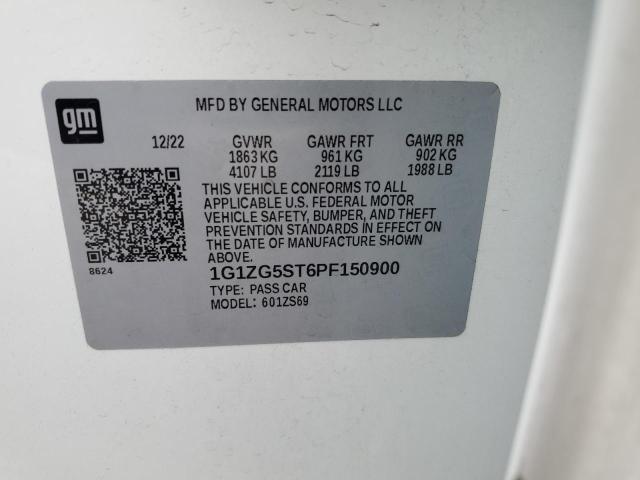 gm
MFD BY GENERAL MOTORS LLC
12/22 GVWR GAWR FRT GAWR RR
1863 KG 961 KG 902 KG
4107 LB 2119 LB 1988 LB
THIS VEHICLE CONFORMS TO ALL
APPLICABLE U.S. FEDERAL MOTOR
VEHICLE SAFETY, BUMPER, AND THEFT
PREVENTION STANDARDS IN EFFECT ON
THE DATE OF MANUFACTURE SHOWN
ABOVE.
8624
1G1ZG5ST6PF150900
TYPE: PASS CAR
MODEL: 601ZS69